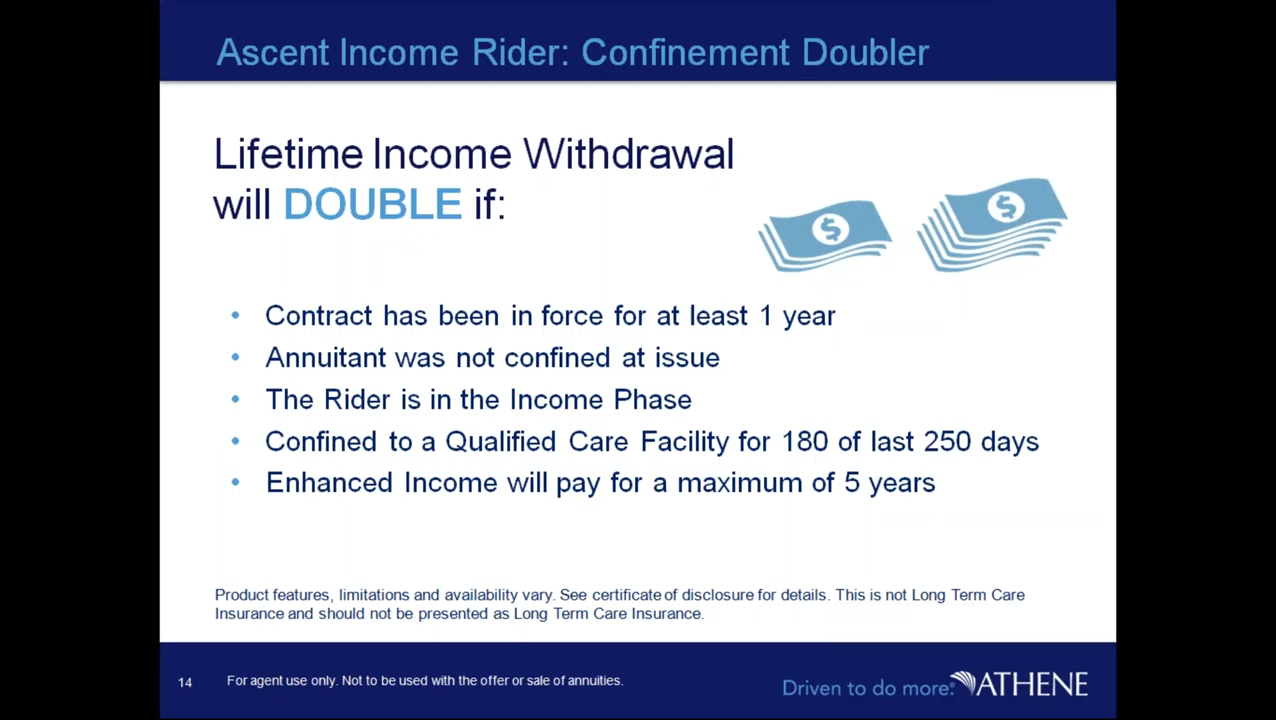 Ascent Income Rider: Confinement Doubler
Lifetime Income Withdrawal
will DOUBLE if:
$ $
• Contract has been in force for at least 1 year
• Annuitant was not confined at issue
• The Rider is in the Income Phase
• Confined to a Qualified Care Facility for 180 of last 250 days
• Enhanced Income will pay for a maximum of 5 years
Product features, limitations and availability vary. See certificate of disclosure for details. This is not Long Term Care
Insurance and should not be presented as Long Term Care Insurance.
14 For agent use only. Not to be used with the offer or sale of annuities.
Driven to do more.® ATHENE